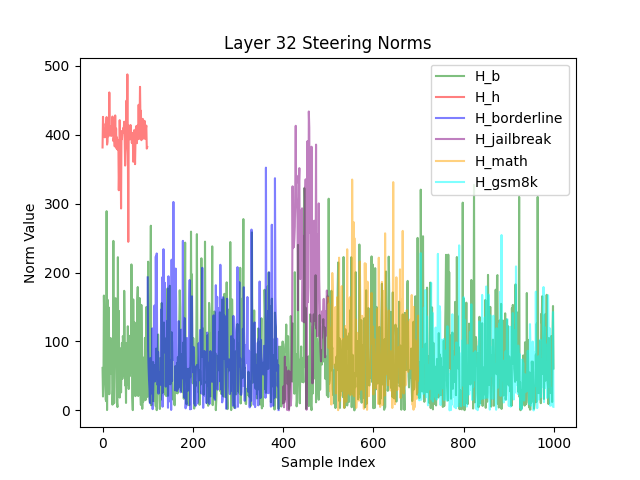 Layer 32 Steering Norms
H_b
H_h
H_borderline
H_jailbreak
H_math
H_gsm8k
Norm Value
500
400
300
200
100
0
0
200
400
600
800
1000
Sample Index